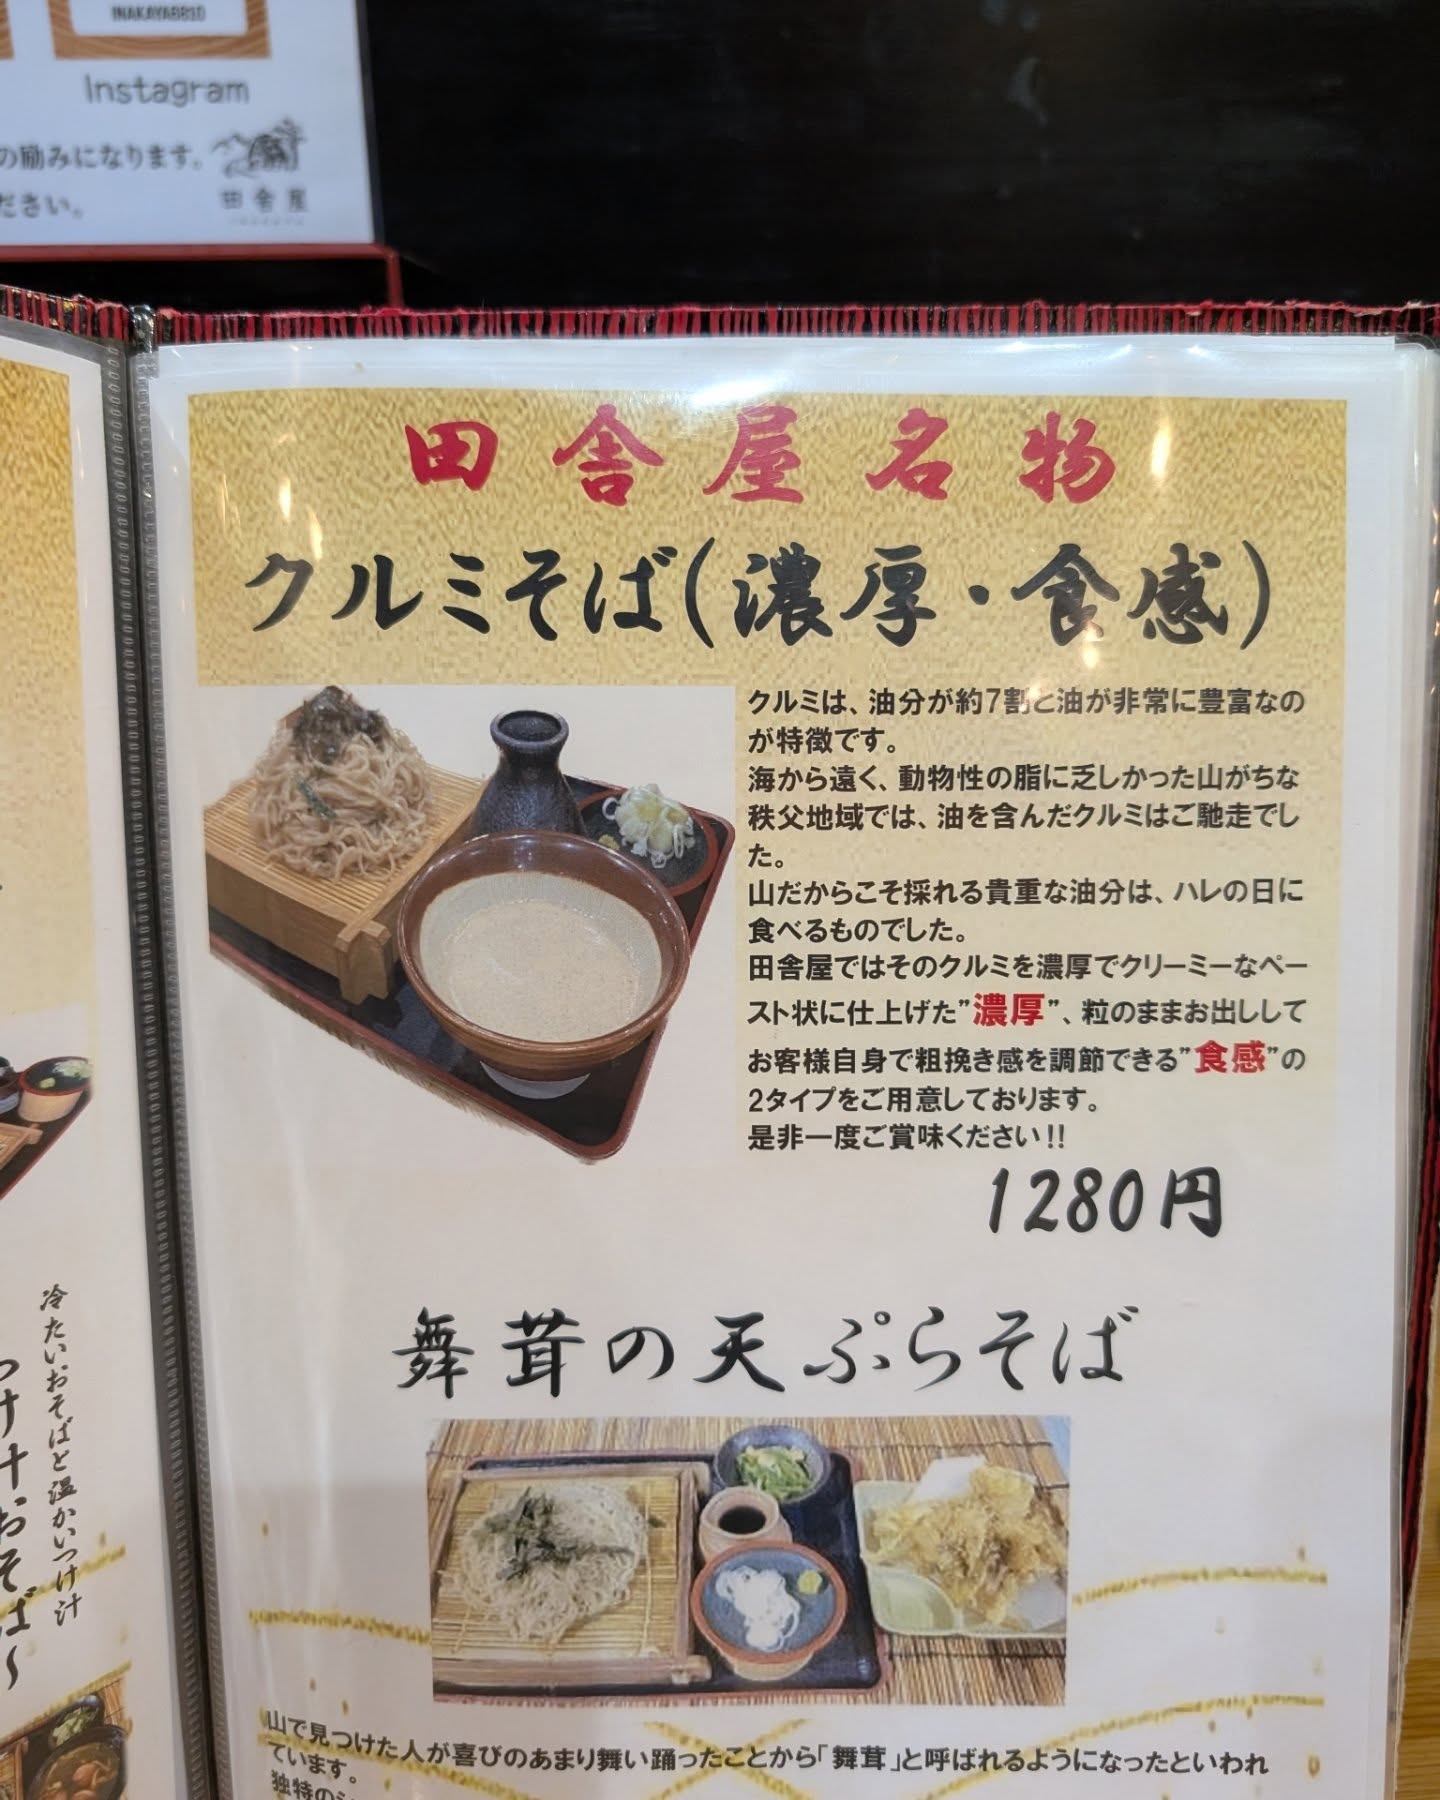 INAKAYA8810
Instagram
の励みになります。
ださい。
田舎屋
田舎屋名物
クルミそば(濃厚・食感)
クルミは、油分が約7割と油が非常に豊富なの
が特徴です。
海から遠く、動物性の脂に乏しかった山がちな
秩父地域では、油を含んだクルミはご馳走でし
た。
山だからこそ採れる貴重な油分は、ハレの日に
食べるものでした。
田舎屋ではそのクルミを濃厚でクリーミーなペー
スト状に仕上げた”濃厚”、粒のままお出しして
お客様自身で粗挽き感を調節できる”食感”の
2タイプをご用意しております。
是非一度ご賞味ください!!
1280円
舞茸の天ぷらそば
山で見つけた人が喜びのあまり舞い踊ったことから「舞茸」と呼ばれるようになったといわれ
ています。
独特の
冷たいおそばと温かいつけ汁
つけ汁おそば～